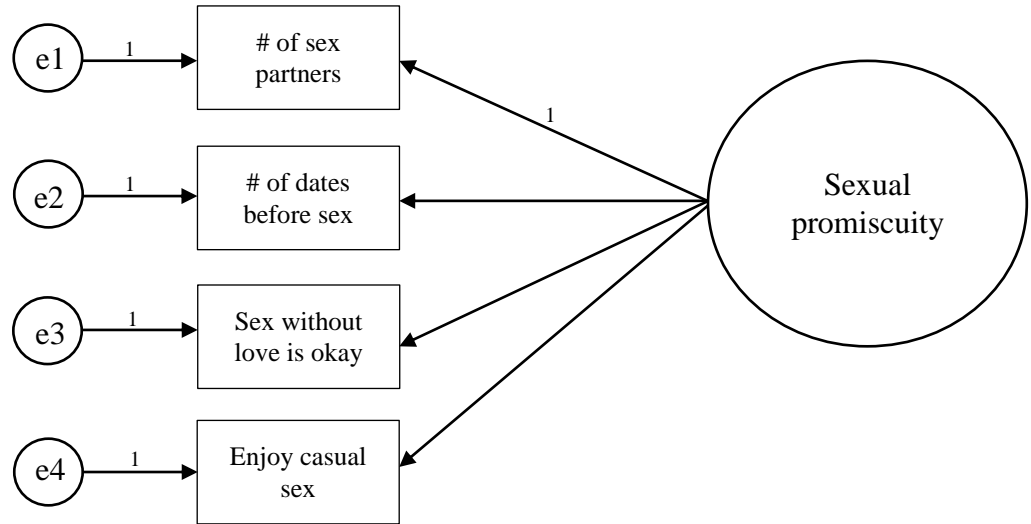 e1
1
# of sex
partners
1
e2
1
# of dates
before sex
Sexual
promiscuity
e3
1
Sex without
love is okay
e4
1
Enjoy casual
sex